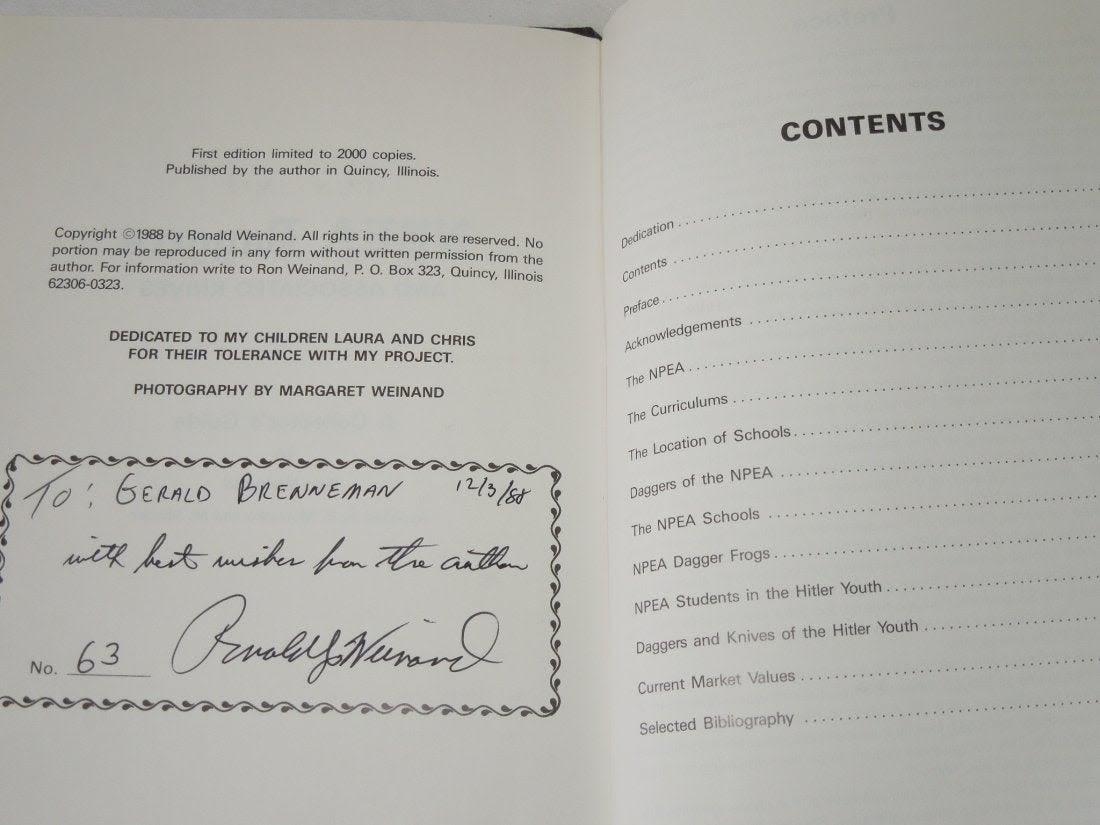 First edition limited to 2000 copies.
Published by the author in Quincy, Illinois.
Copyright ©1988 by Ronald Weinand. All rights in the book are reserved. No
portion may be reproduced in any form without written permission from the
author. For information write to Ron Weinand, P. O. Box 323, Quincy, Illinois
62306-0323.
DEDICATED TO MY CHILDREN LAURA AND CHRIS
FOR THEIR TOLERANCE WITH MY PROJECT.
PHOTOGRAPHY BY MARGARET WEINAND
To: GERALD BRENNEMAN 12/3/88
with best wishes from the author
No. 63 Ronald J Weinand
CONTENTS
Dedication
Contents
Preface
Acknowledgements
The NPEA
The Curriculums
The Location of Schools
Daggers of the NPEA
The NPEA Schools
NPEA Dagger Frogs
NPEA Students in the Hitler Youth
Daggers and Knives of the Hitler Youth
Current Market Values
Selected Bibliography